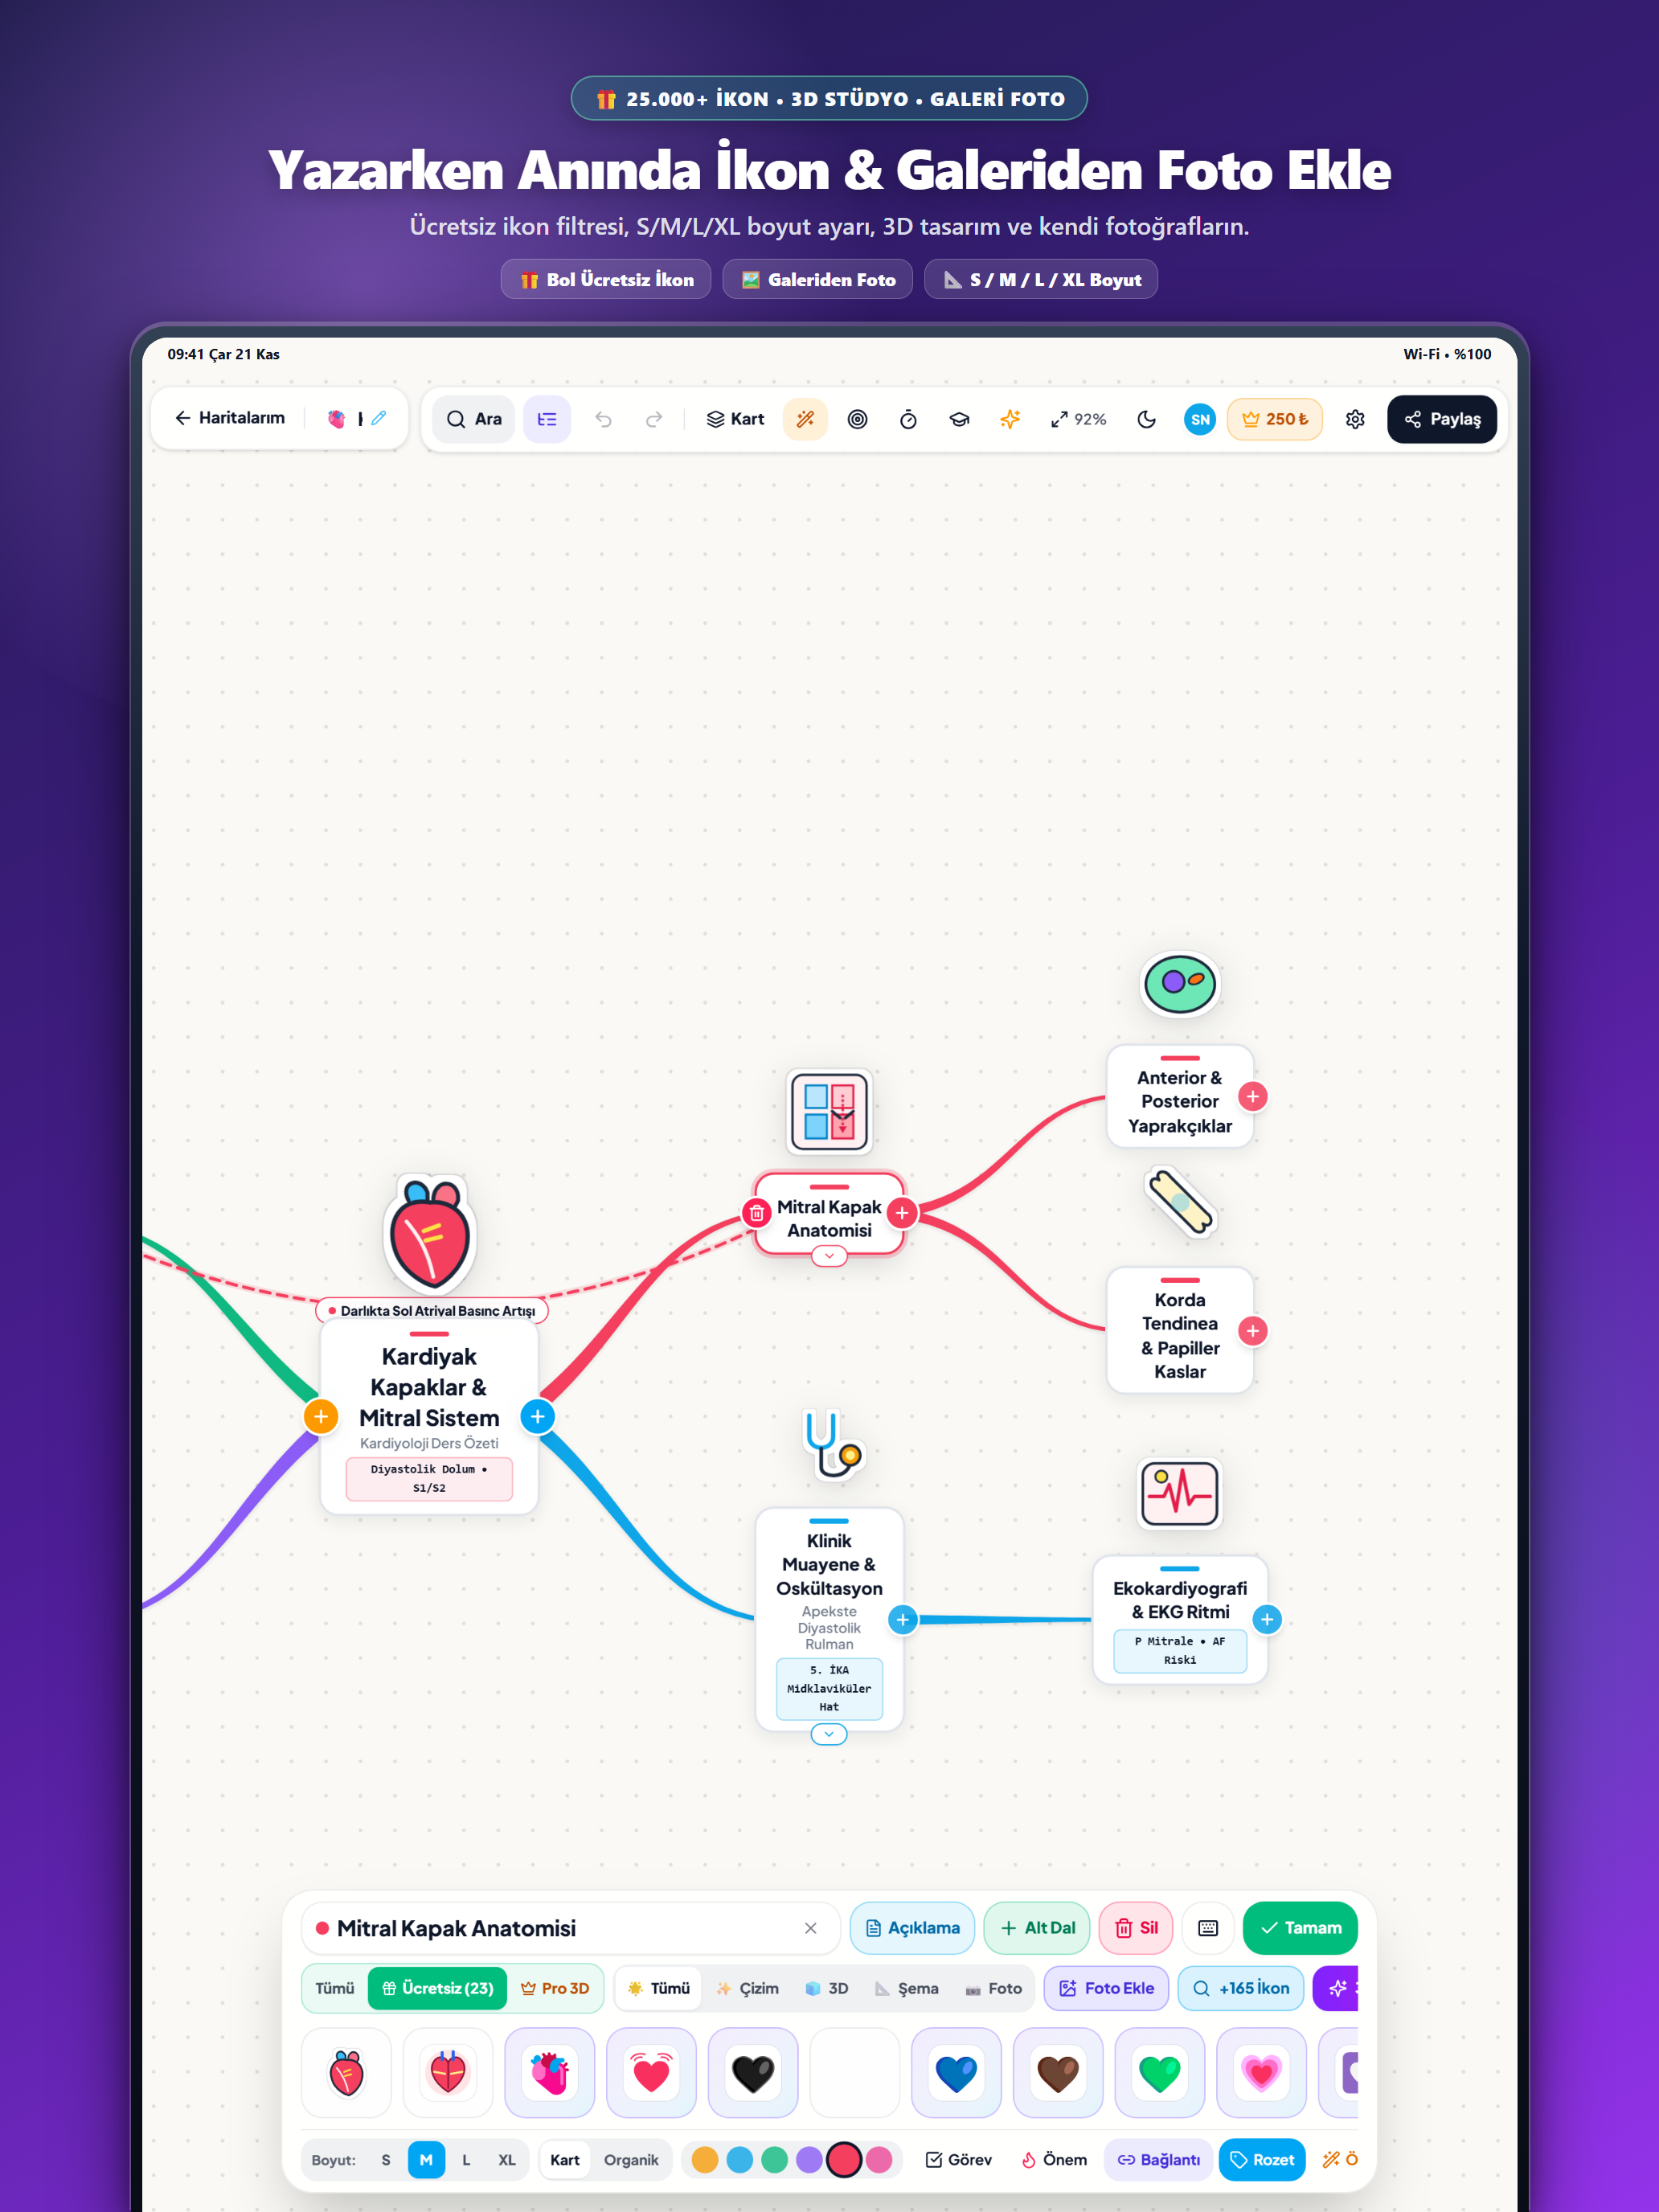 25.000+ İKON • 3D STÜDYO • GALERİ FOTO
Yazarken Anında İkon & Galeriden Foto Ekle
Ücretsiz ikon filtresi, S/M/L/XL boyut ayarı, 3D tasarım ve kendi fotoğrafların.
Bol Ücretsiz İkon
Galeriden Foto
S / M / L / XL Boyut
09:41 Çar 21 Kas
Wi-Fi • %100
Haritalarım
Ara
Kart
92%
SN
250 ₺
Paylaş
Anterior &
Posterior
Yaprakçıklar
Mitral Kapak
Anatomisi
Korda
Tendinea
& Papiller
Kaslar
Darlıkta Sol Atriyal Basınç Artışı
Kardiyak
Kapaklar &
Mitral Sistem
Kardiyoloji Ders Özeti
Diyastolik Dolum •
S1/S2
Klinik
Muayene &
Oskültasyon
Apekste
Diyastolik
Rulman
5. İKA
Midklaviküler
Hat
Ekokardiyografi
& EKG Ritmi
P Mitrale • AF
Riski
Mitral Kapak Anatomisi
Açıklama
Alt Dal
Sil
Tamam
Tümü
Ücretsiz (23)
Pro 3D
Tümü
Çizim
3D
Şema
Foto
Foto Ekle
+165 İkon
Boyut:
S
M
L
XL
Kart
Organik
Görev
Önem
Bağlantı
Rozet